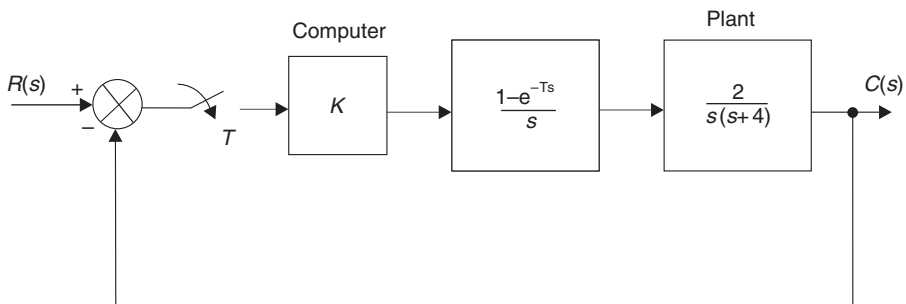 Computer
Plant
R(s)
+
−
T
K
1–e–Ts
s
2
s(s+4)
C(s)